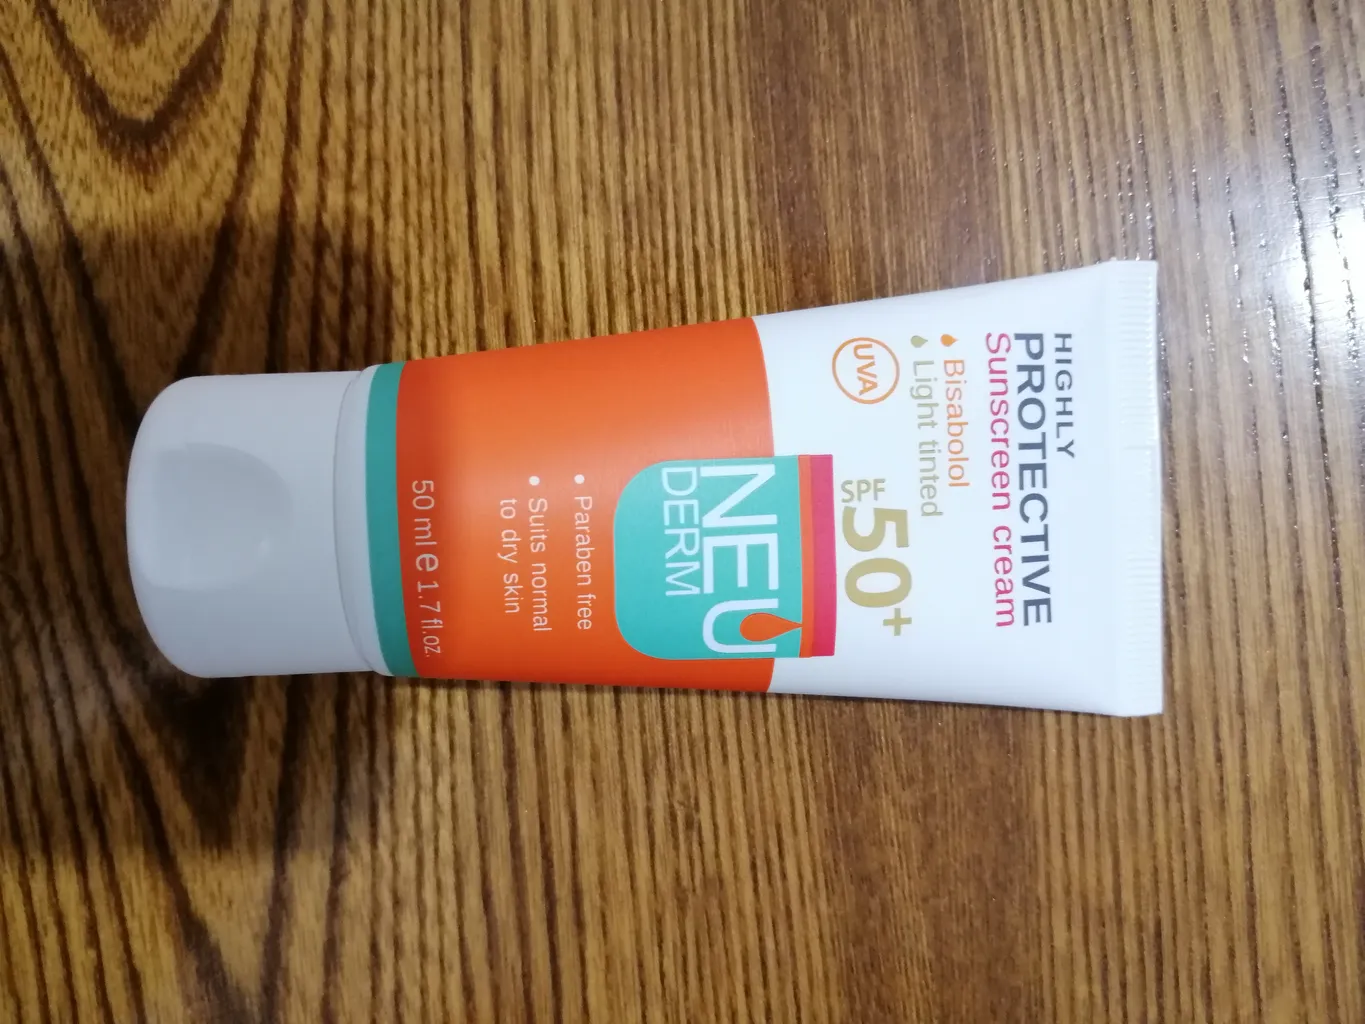 HIGHLY
PROTECTIVE
Sunscreen cream
Bisabolol
Light tinted
UVA
SPF
50+
NEU
DERM
• Paraben free
• Suits normal
to dry skin
50 ml e 1.7 fl.oz.